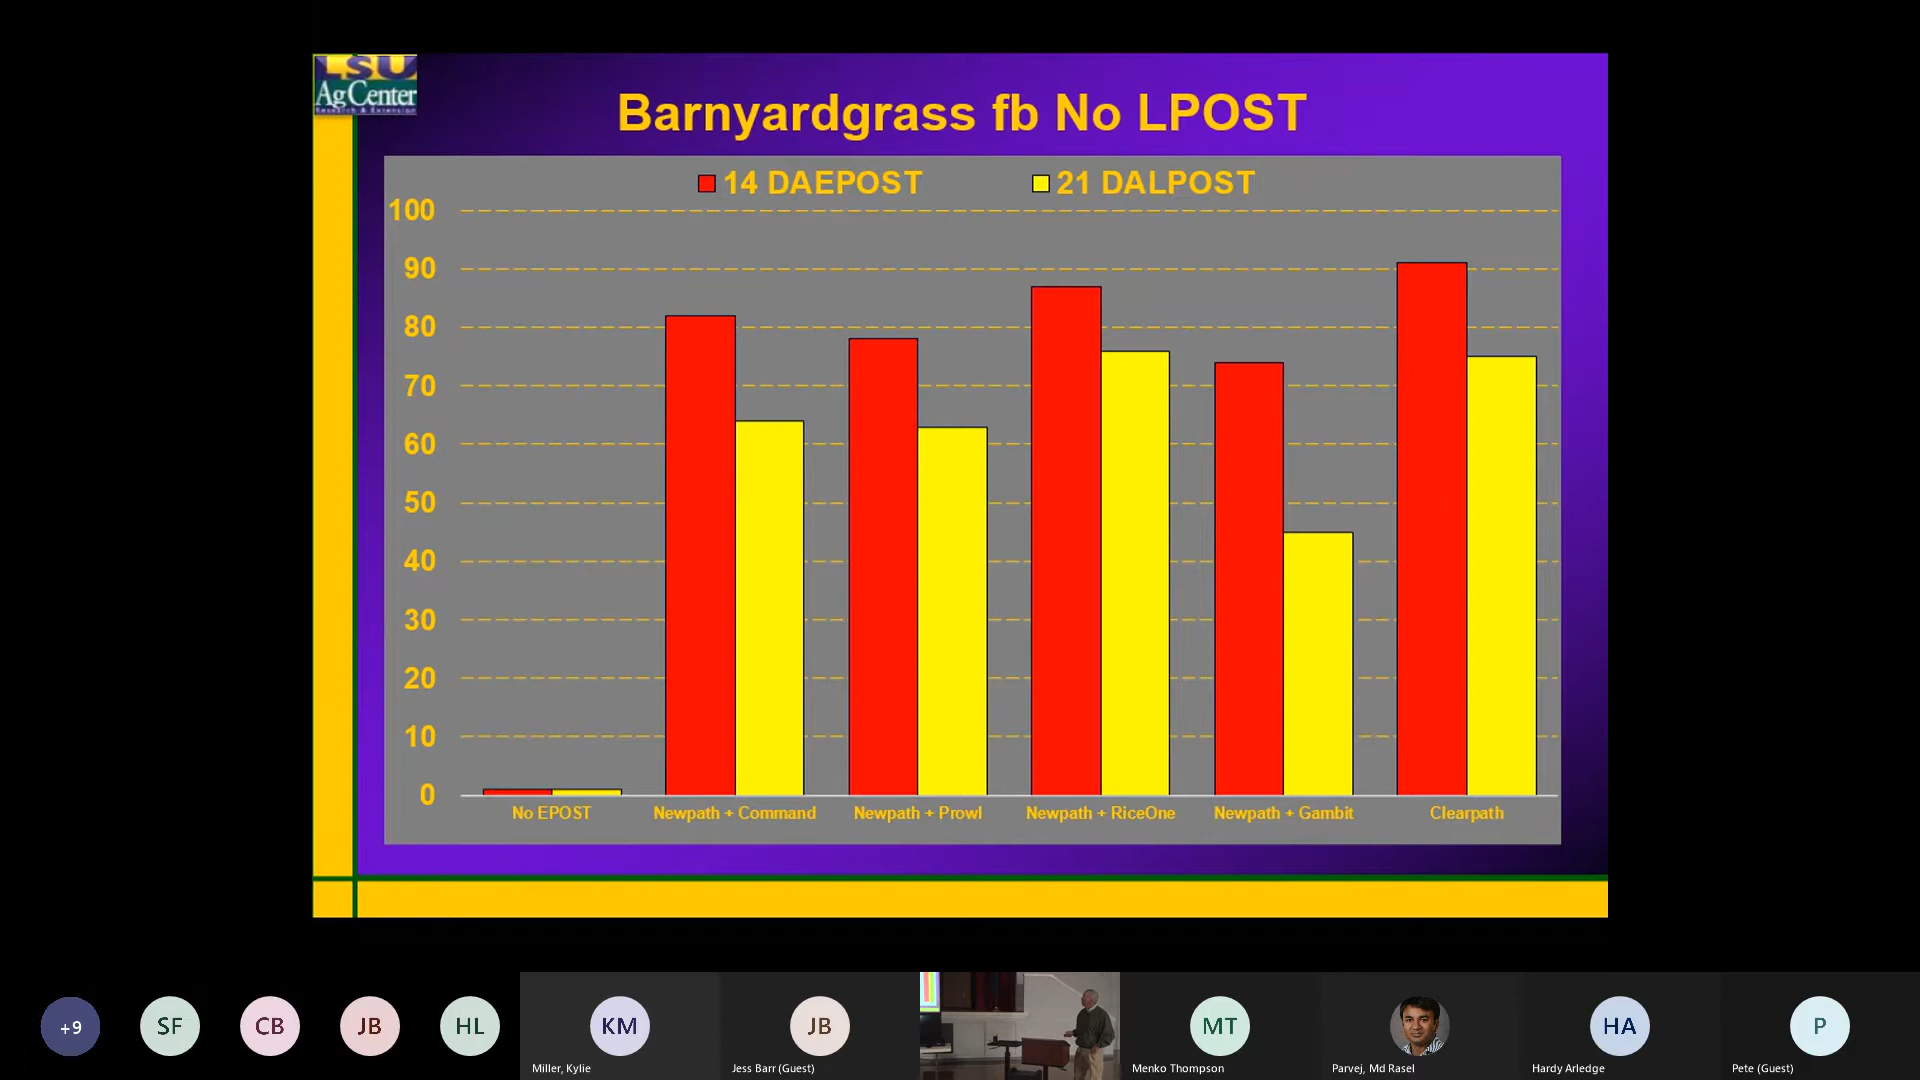 LSU
AgCenter
Research & Extension
Barnyardgrass fb No LPOST
14 DAEPOST 21 DALPOST
100
90
80
70
60
50
40
30
20
10
0
No EPOST Newpath + Command Newpath + Prowl Newpath + RiceOne Newpath + Gambit Clearpath
+9 SF CB JB HL KM JB MT HA P
Miller, Kylie Jess Barr (Guest) Menko Thompson Parvej, Md Rasel Hardy Arledge Pete (Guest)